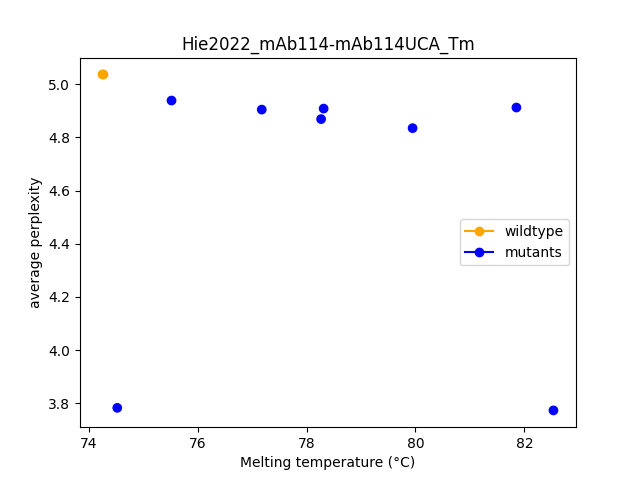 Hie2022_mAb114-mAb114UCA_Tm
average perplexity
5.0
4.8
4.6
4.4
4.2
4.0
3.8
wildtype
mutants
74 76 78 80 82
Melting temperature (°C)